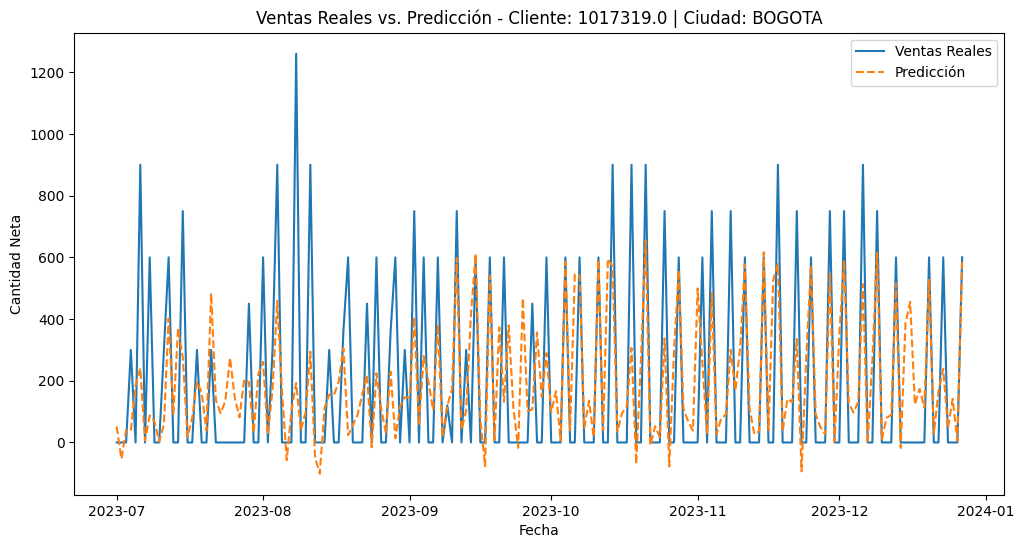 Ventas Reales vs. Predicción - Cliente: 1017319.0 | Ciudad: BOGOTA
Ventas Reales
Predicción
1200
1000
800
600
400
200
0
Cantidad Neta
2023-07
2023-08
2023-09
2023-10
2023-11
2023-12
2024-01
Fecha